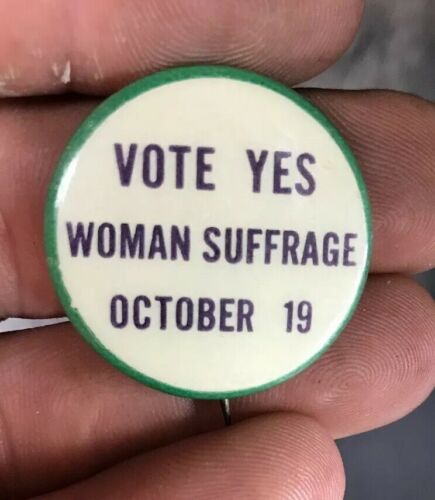 VOTE YES
WOMAN SUFFRAGE
OCTOBER 19